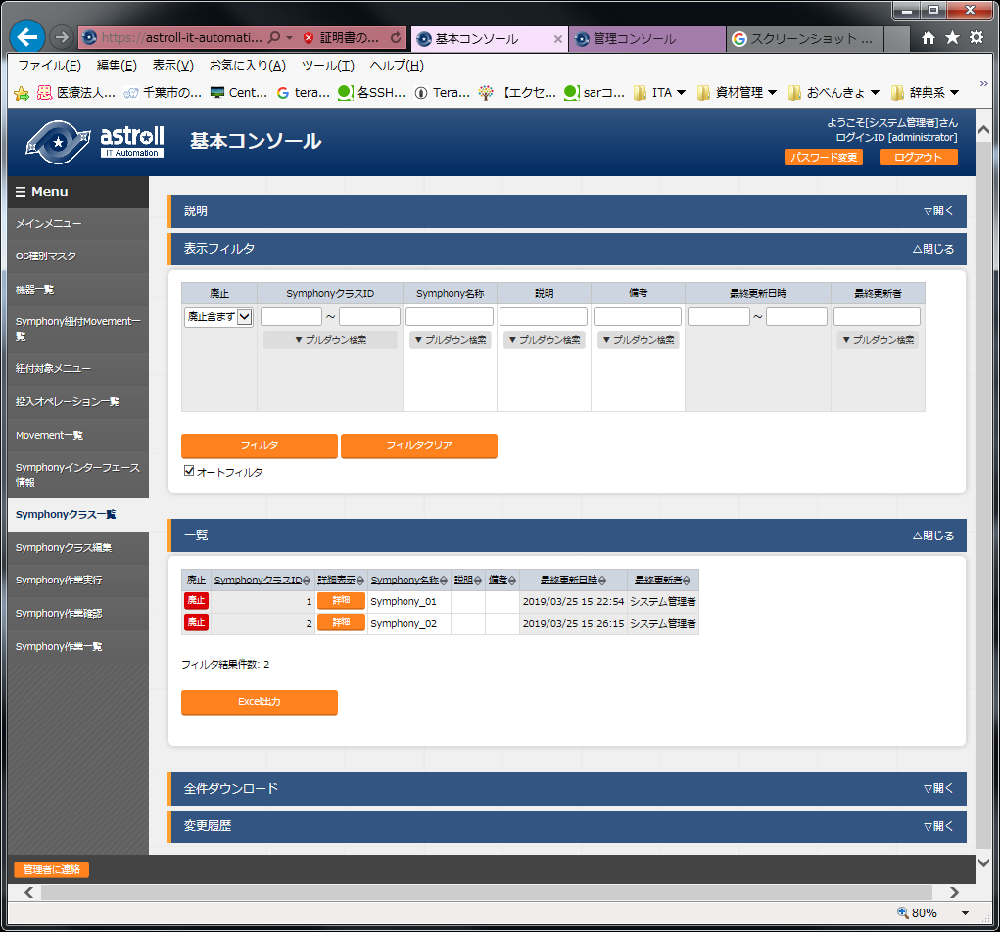 https://astroll-it-automati... 証明書の... 基本コンソール 管理コンソール スクリーンショット ...
ファイル(F) 編集(E) 表示(V) お気に入り(A) ツール(T) ヘルプ(H)
医療法人... 千葉市の... Cent... tera... 各SSH... Tera... 【エクセ... sarコ... ITA 資材管理 おべんきょ 辞典系
astroll
IT Automation
基本コンソール
ようこそ[システム管理者]さん
ログインID [administrator]
パスワード変更 ログアウト
☰ Menu
メインメニュー
OS種別マスタ
機器一覧
Symphony紐付Movement一
覧
紐付対象メニュー
投入オペレーション一覧
Movement一覧
Symphonyインターフェース
情報
Symphonyクラス一覧
Symphonyクラス編集
Symphony作業実行
Symphony作業確認
Symphony作業一覧
説明 ▽開く
表示フィルタ △閉じる
廃止 SymphonyクラスID Symphony名称 説明 備考 最終更新日時 最終更新者
廃止含まず ~ ~
▼プルダウン検索 ▼プルダウン検索 ▼プルダウン検索 ▼プルダウン検索 ▼プルダウン検索
フィルタ フィルタクリア
オートフィルタ
一覧 △閉じる
廃止 SymphonyクラスID 詳細表示 Symphony名称 説明 備考 最終更新日時 最終更新者
廃止 1 詳細 Symphony_01 2019/03/25 15:22:54 システム管理者
廃止 2 詳細 Symphony_02 2019/03/25 15:26:15 システム管理者
フィルタ結果件数: 2
Excel出力
全件ダウンロード ▽開く
変更履歴 ▽開く
管理者に連絡
80%